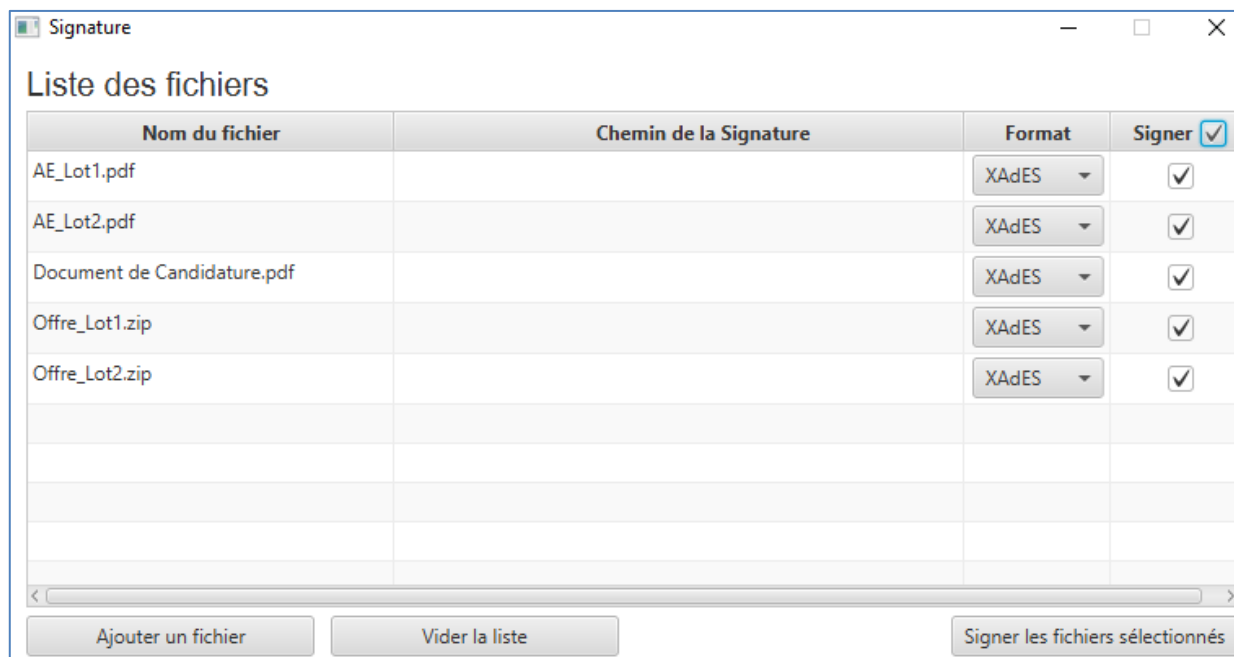 Signature
Liste des fichiers
Nom du fichier Chemin de la Signature Format Signer
AE_Lot1.pdf XAdES
AE_Lot2.pdf XAdES
Document de Candidature.pdf XAdES
Offre_Lot1.zip XAdES
Offre_Lot2.zip XAdES
Ajouter un fichier Vider la liste Signer les fichiers sélectionnés